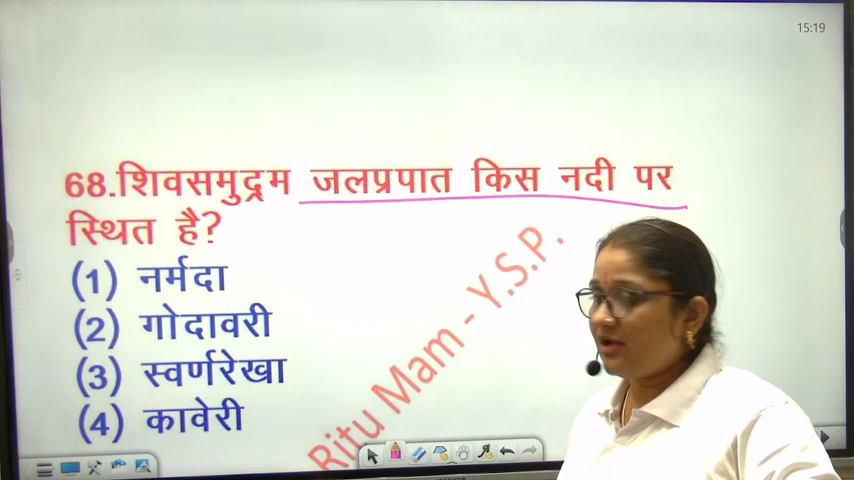 15:19
68.शिवसमुद्रम जलप्रपात किस नदी पर
स्थित है?
(1) नर्मदा
(2) गोदावरी
(3) स्वर्णरेखा
(4) कावेरी
Ritu Mam - Y.S.P.